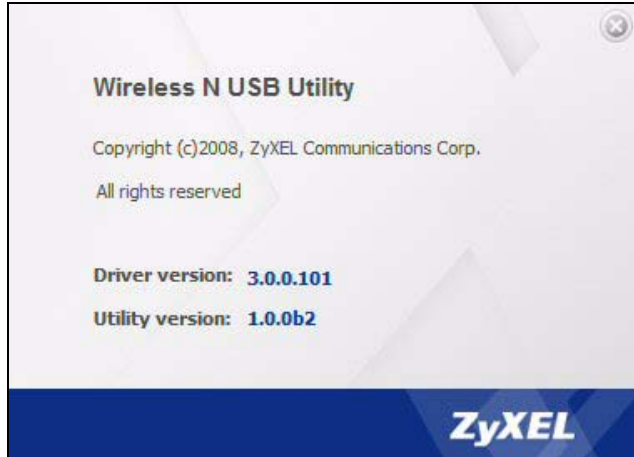 Wireless N USB Utility
Copyright (c)2008, ZyXEL Communications Corp.
All rights reserved
Driver version: 3.0.0.101
Utility version: 1.0.0b2
ZyXEL